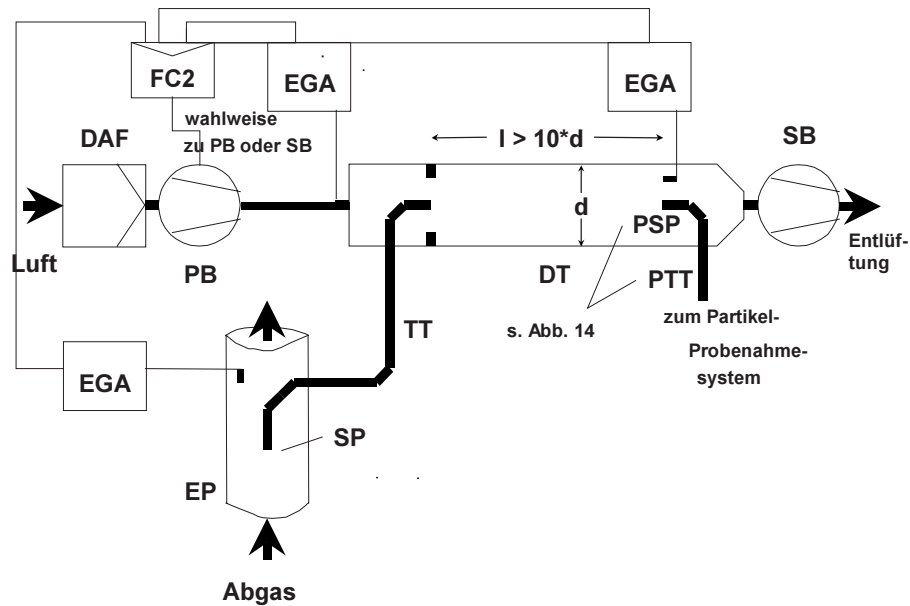 FC2
EGA
EGA
wahlweise
zu PB oder SB
DAF
l > 10*d
SB
d
PSP
Luft
PB
DT
PTT
Entlüf-
tung
TT
s. Abb. 14
zum Partikel-
Probenahme-
system
EGA
SP
EP
Abgas